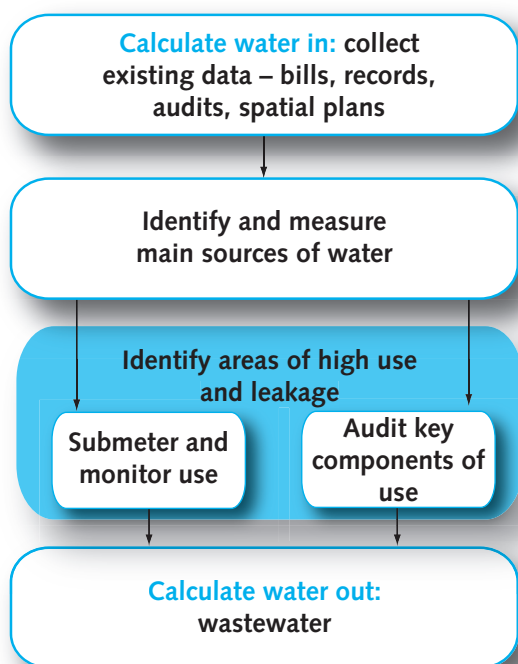 Calculate water in: collect
existing data – bills, records,
audits, spatial plans
Identify and measure
main sources of water
Identify areas of high use
and leakage
Submeter and
monitor use
Audit key
components of
use
Calculate water out:
wastewater